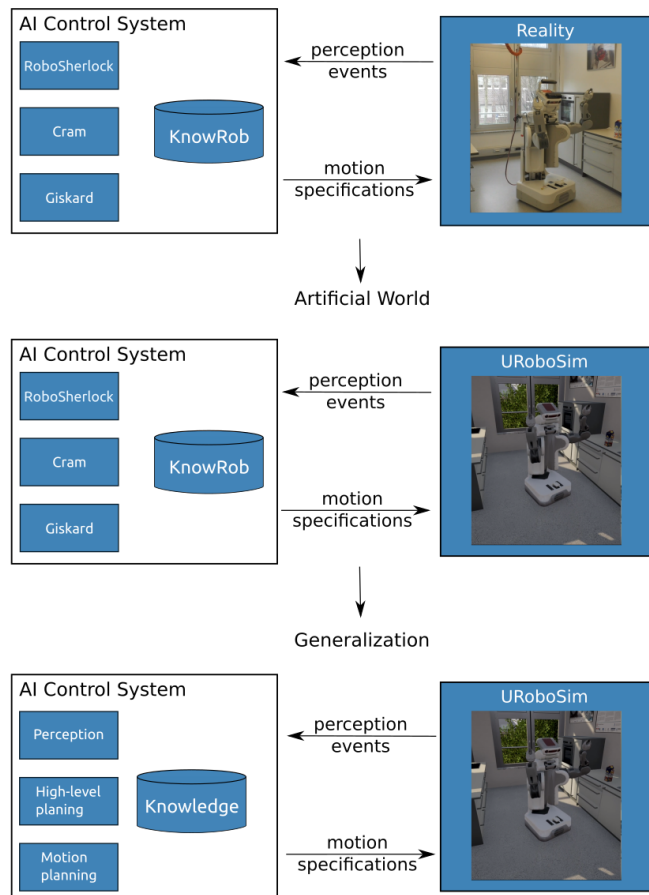 AI Control System
RoboSherlock
Cram
Giskard
KnowRob
perception
events
motion
specifications
Reality
Artificial World
AI Control System
RoboSherlock
Cram
Giskard
KnowRob
perception
events
motion
specifications
URoboSim
Generalization
AI Control System
Perception
High-level
planing
Motion
planning
Knowledge
perception
events
motion
specifications
URoboSim